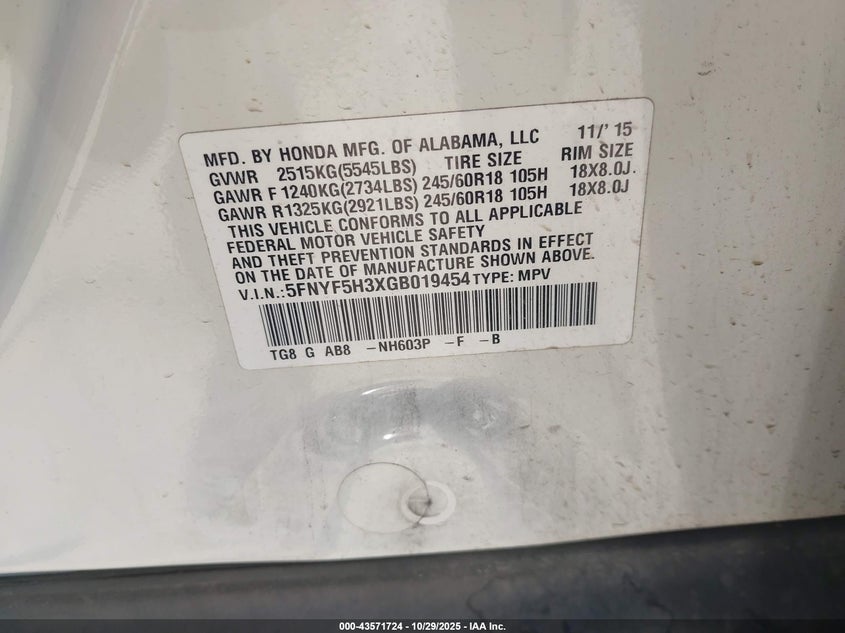 MFD. BY HONDA MFG. OF ALABAMA, LLC 11/' 15
GVWR 2515KG(5545LBS) TIRE SIZE RIM SIZE
GAWR F 1240KG(2734LBS) 245/60R18 105H 18X8.0J.
GAWR R1325KG(2921LBS) 245/60R18 105H 18X8.0J
THIS VEHICLE CONFORMS TO ALL APPLICABLE
FEDERAL MOTOR VEHICLE SAFETY
AND THEFT PREVENTION STANDARDS IN EFFECT
ON THE DATE OF MANUFACTURE SHOWN ABOVE.
V.I.N.:5FNYF5H3XGB019454 TYPE: MPV
TG8 G AB8 -NH603P -F -B
000-43571724 | 10/29/2025 - IAA Inc.